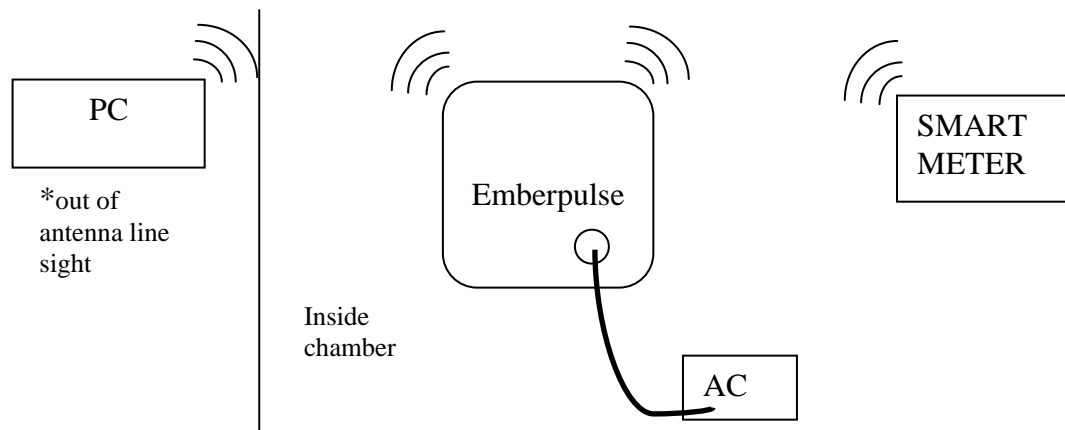 PC
*out of
antenna line
sight
Emberpulse
Inside
chamber
AC
SMART
METER